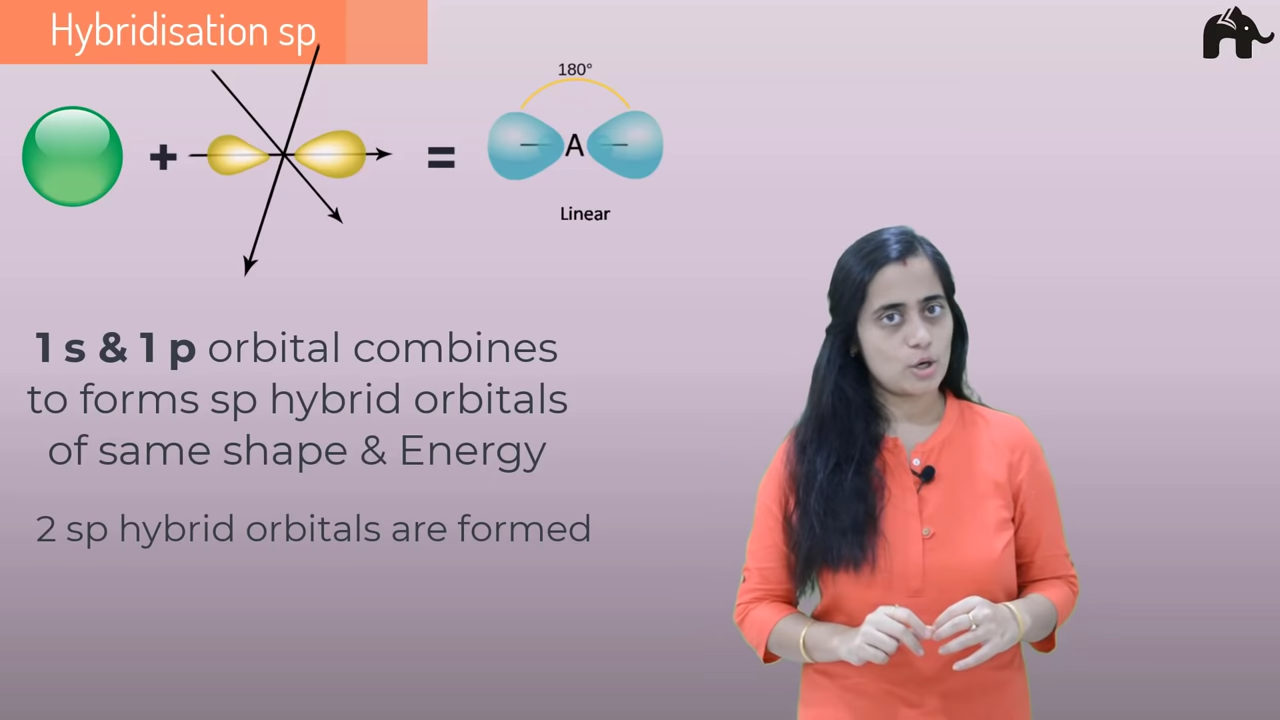 Hybridisation sp
180°
+
=
A
Linear
1 s & 1 p orbital combines
to forms sp hybrid orbitals
of same shape & Energy
2 sp hybrid orbitals are formed